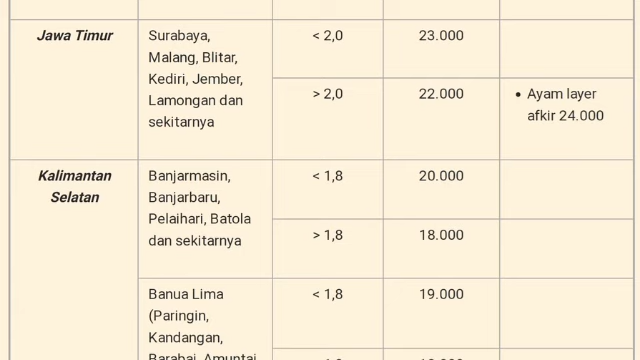 Jawa Timur
Surabaya,
Malang, Blitar,
Kediri, Jember,
Lamongan dan
sekitarnya
< 2,0
23.000
> 2,0
22.000
• Ayam layer
afkir 24.000
Kalimantan
Selatan
Banjarmasin,
Banjarbaru,
Pelaihari, Batola
dan sekitarnya
< 1,8
20.000
> 1,8
18.000
Banua Lima
(Paringin,
Kandangan,
Barabai, Amuntai
< 1,8
19.000